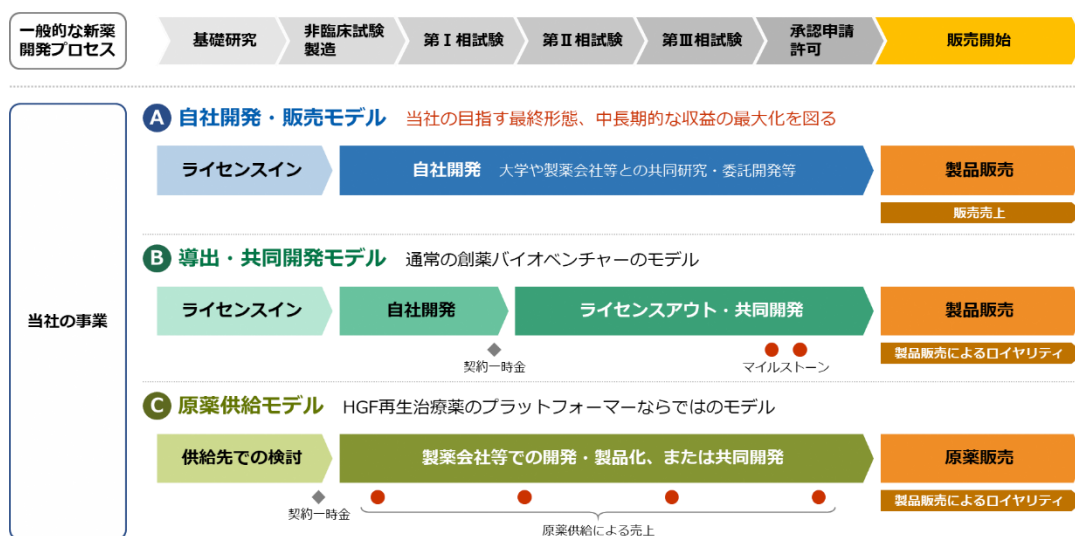 一般的な新薬
開発プロセス
基礎研究
非臨床試験
製造
第Ⅰ相試験
第Ⅱ相試験
第Ⅲ相試験
承認申請
許可
販売開始
当社の事業
A 自社開発・販売モデル 当社の目指す最終形態、中長期的な収益の最大化を図る
ライセンスイン
自社開発 大学や製薬会社等との共同研究・委託開発等
製品販売
販売売上
B 導出・共同開発モデル 通常の創薬バイオベンチャーのモデル
ライセンスイン
自社開発
ライセンスアウト・共同開発
製品販売
契約一時金
マイルストーン
製品販売によるロイヤリティ
C 原薬供給モデル HGF再生治療薬のプラットフォーマーならではのモデル
供給先での検討
製薬会社等での開発・製品化、または共同開発
原薬販売
契約一時金
原薬供給による売上
製品販売によるロイヤリティ